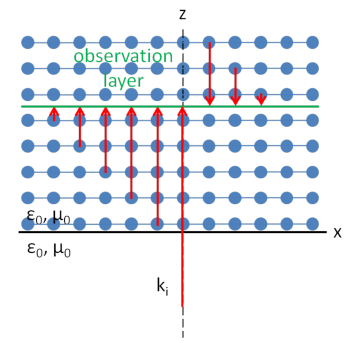 z
observation
layer
ε₀, μ₀
x
ε₀, μ₀
kᵢ